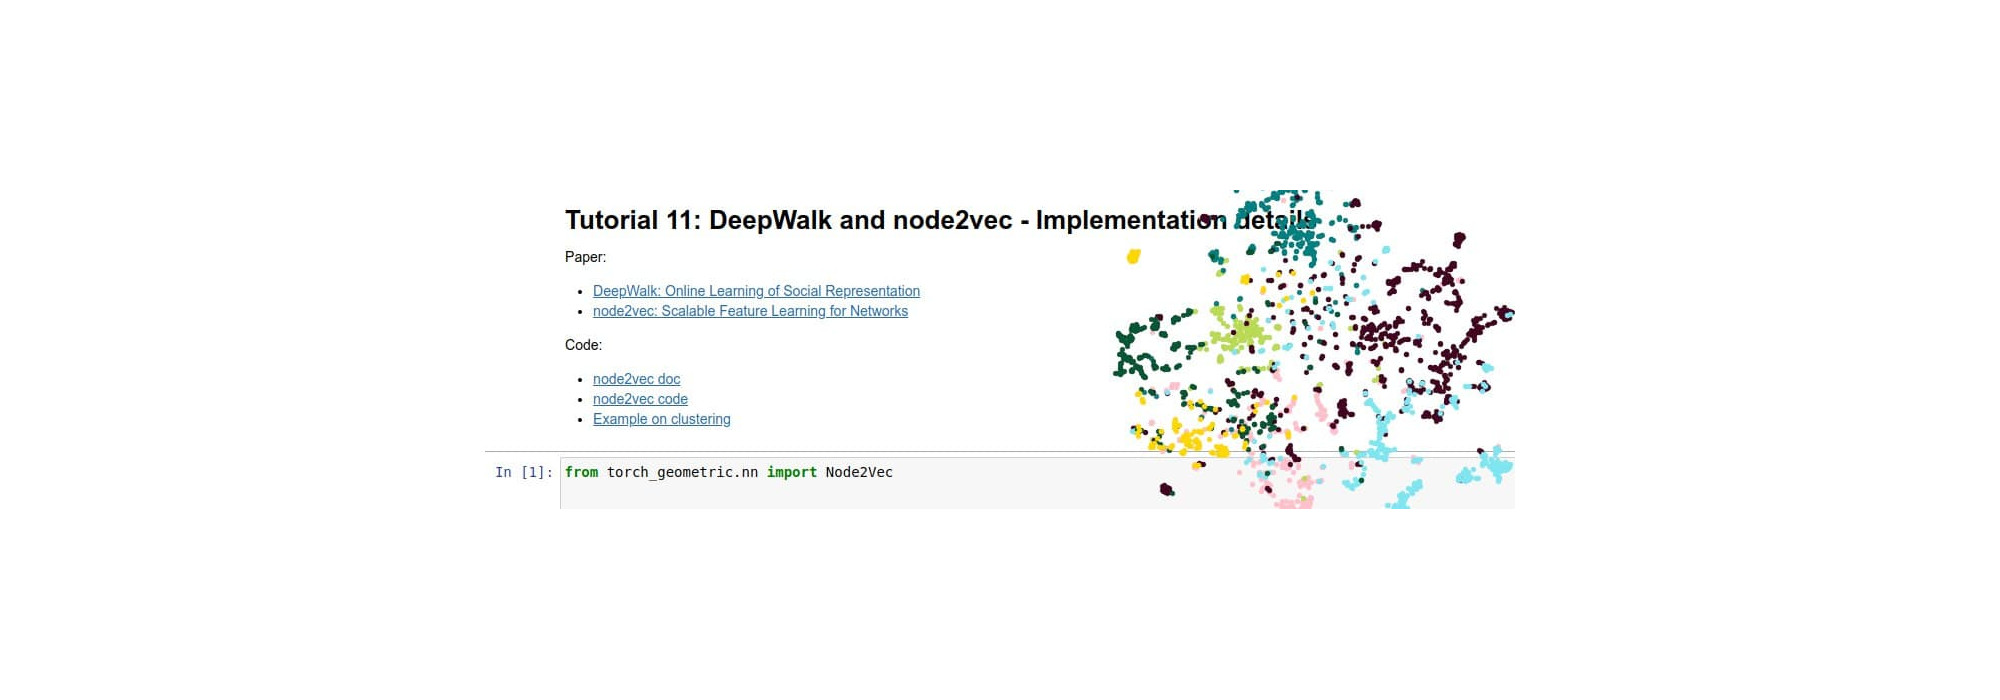 Tutorial 11: DeepWalk and node2vec - Implementation details
Paper:
DeepWalk: Online Learning of Social Representation
node2vec: Scalable Feature Learning for Networks
Code:
node2vec doc
node2vec code
Example on clustering
In [1]: from torch_geometric.nn import Node2Vec